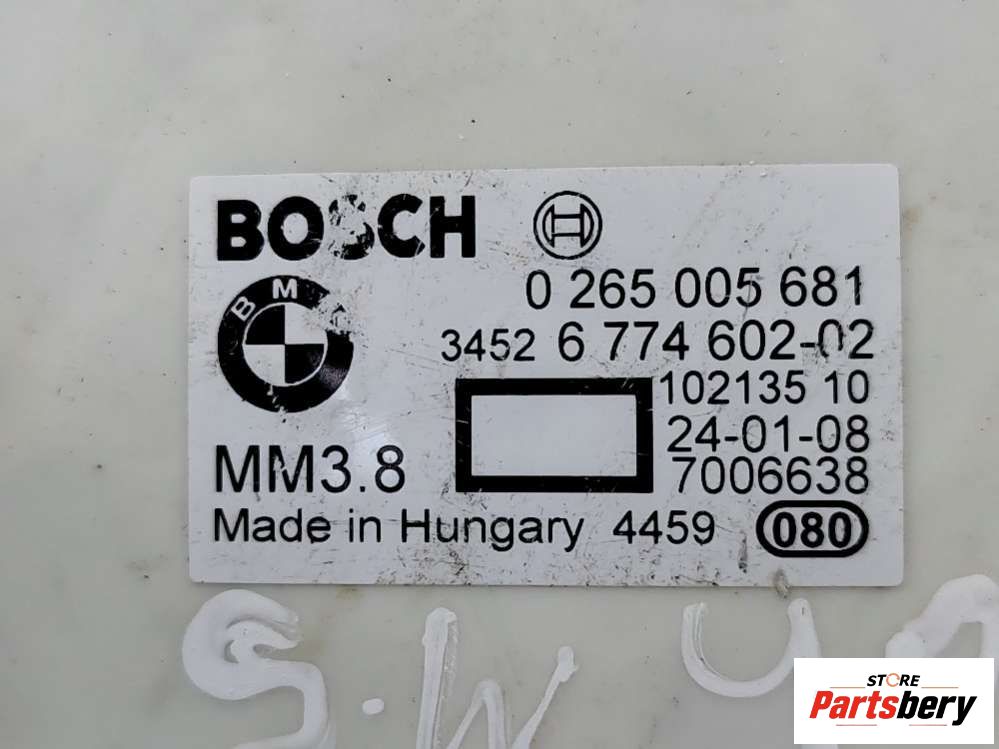 BOSCH
0 265 005 681
BMW
3452 6 774 602-02
102135 10
24-01-08
MM3.8
7006638
Made in Hungary 4459 080
STORE
Partsbery